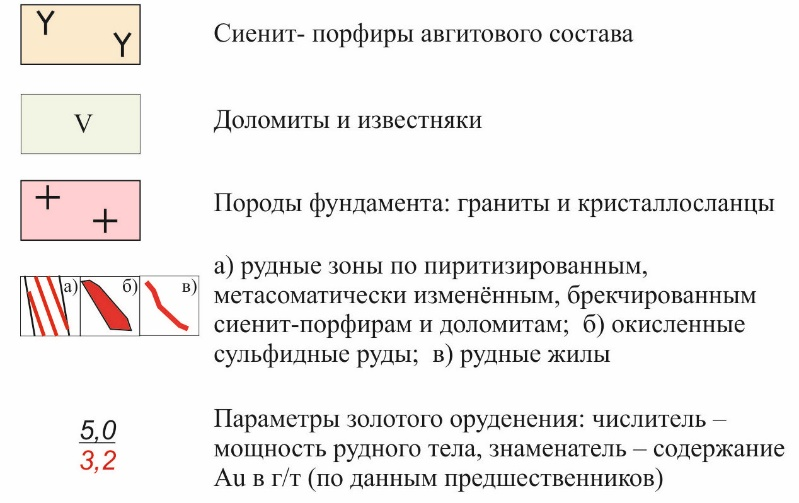 Сиенит- порфиры авгитового состава
V
Доломиты и известняки
Породы фундамента: граниты и кристаллосланцы
а) б) в)
а) рудные зоны по пиритизированным,
метасоматически изменённым, брекчированным
сиенит-порфирам и доломитам; б) окисленные
сульфидные руды; в) рудные жилы
5,0
3,2
Параметры золотого оруденения: числитель –
мощность рудного тела, знаменатель – содержание
Au в г/т (по данным предшественников)